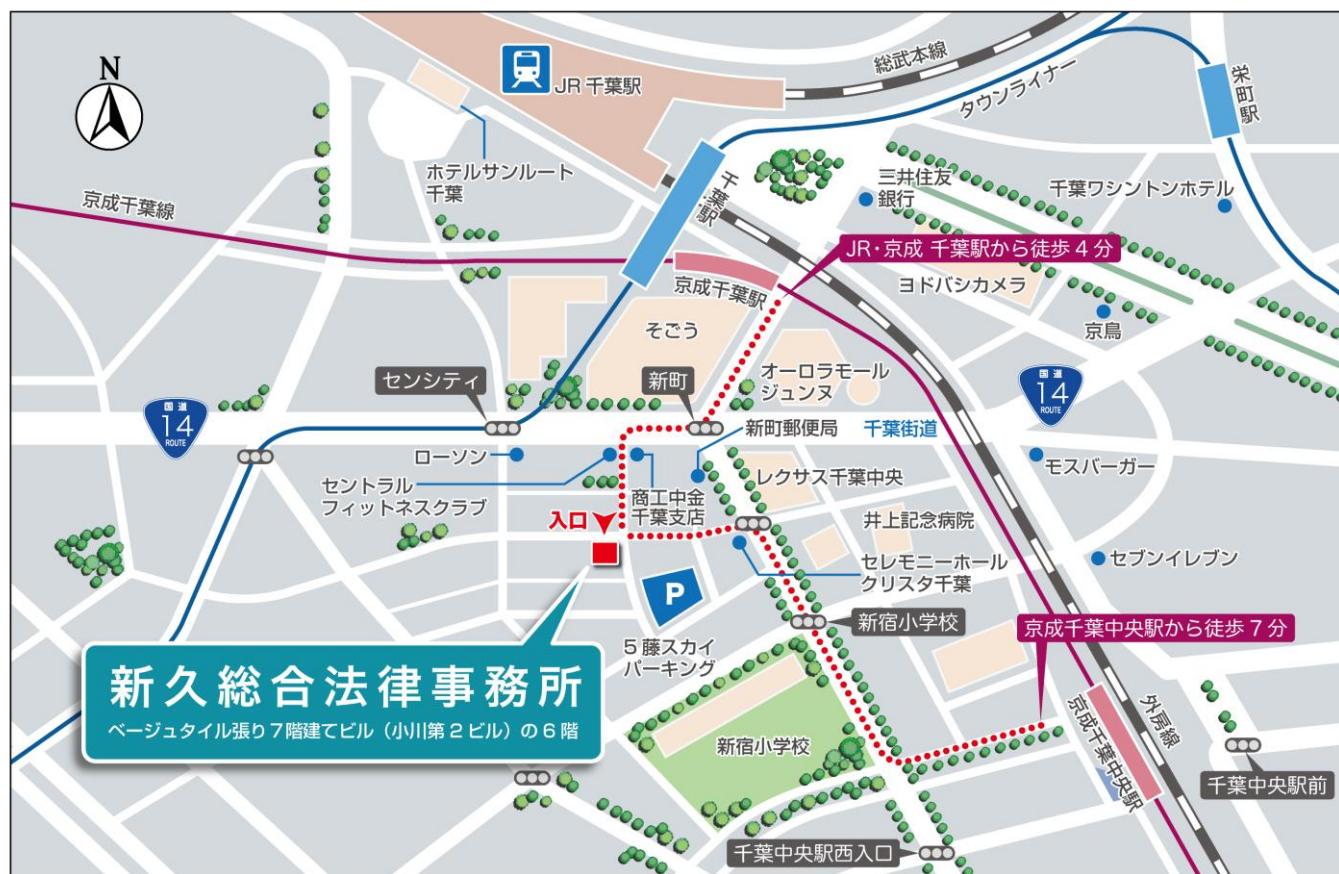 N
JR 千葉駅
総武本線
タウンライナー
栄町駅
ホテルサンルート
千葉
千葉駅
三井住友
銀行
千葉ワシントンホテル
京成千葉線
JR・京成 千葉駅から徒歩4分
京成千葉駅
ヨドバシカメラ
京鳥
そごう
センシティ
新町
オーロラモール
ジュンヌ
国道
14
ROUTE
国道
14
ROUTE
新町郵便局
千葉街道
ローソン
セントラル
フィットネスクラブ
商工中金
千葉支店
レクサス千葉中央
モスバーガー
入口
井上記念病院
セレモニーホール
クリスタ千葉
セブンイレブン
P
5藤スカイ
パーキング
新宿小学校
京成千葉中央駅から徒歩7分
新久総合法律事務所
ベージュタイル張り7階建てビル（小川第2ビル）の6階
新宿小学校
京成千葉中央駅
外房線
千葉中央駅前
千葉中央駅西入口